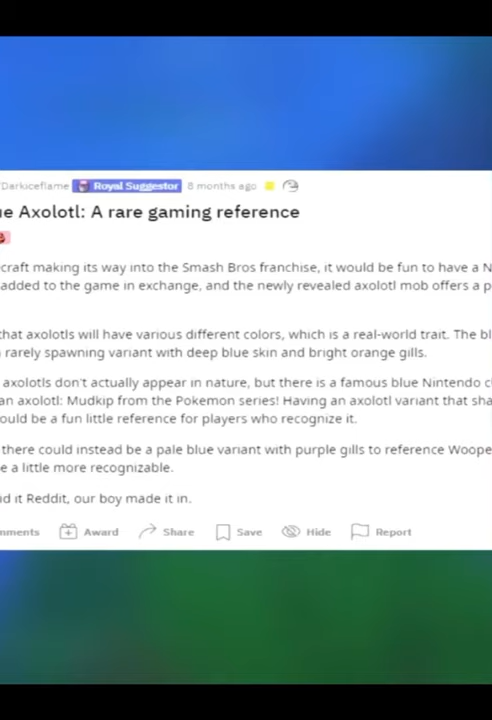 Darkiceflame Royal Suggestor 8 months ago
ue Axolotl: A rare gaming reference
craft making its way into the Smash Bros franchise, it would be fun to have a N
added to the game in exchange, and the newly revealed axolotl mob offers a p
that axolotls will have various different colors, which is a real-world trait. The bl
rarely spawning variant with deep blue skin and bright orange gills.
axolotls don't actually appear in nature, but there is a famous blue Nintendo c
an axolotl: Mudkip from the Pokemon series! Having an axolotl variant that sha
ould be a fun little reference for players who recognize it.
there could instead be a pale blue variant with purple gills to reference Woope
e a little more recognizable.
id it Reddit, our boy made it in.
mments Award Share Save Hide Report